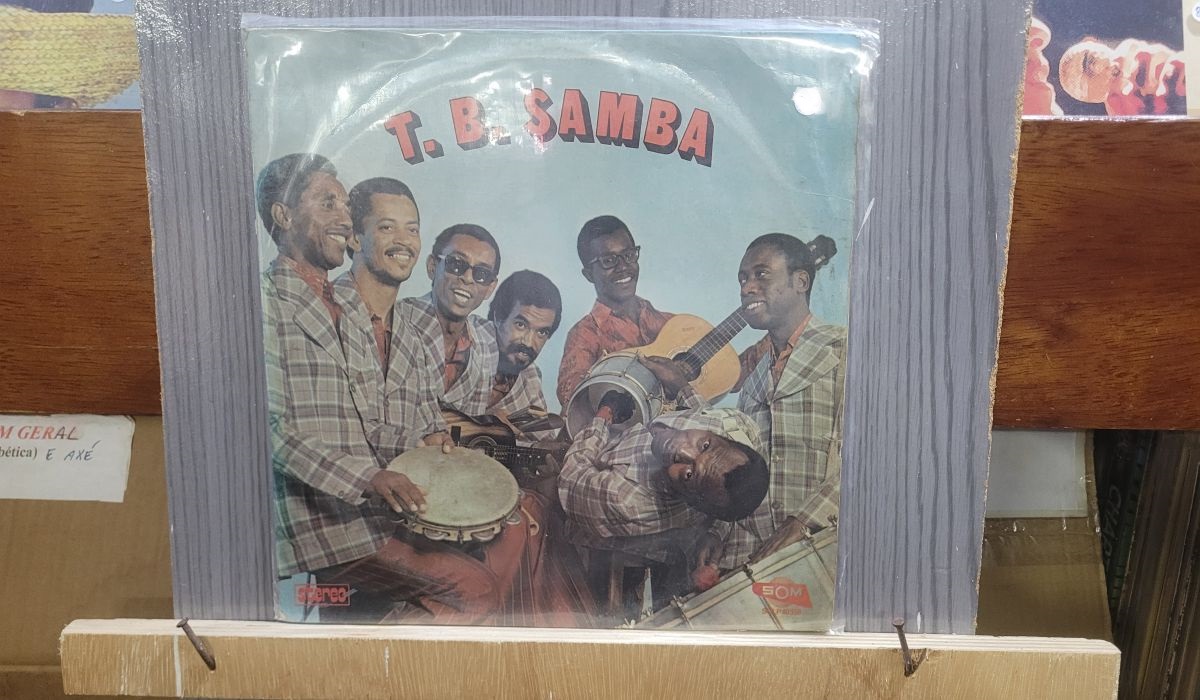 T. B. SAMBA
M GERAL
bética) E AXÉ
stereo
SOM